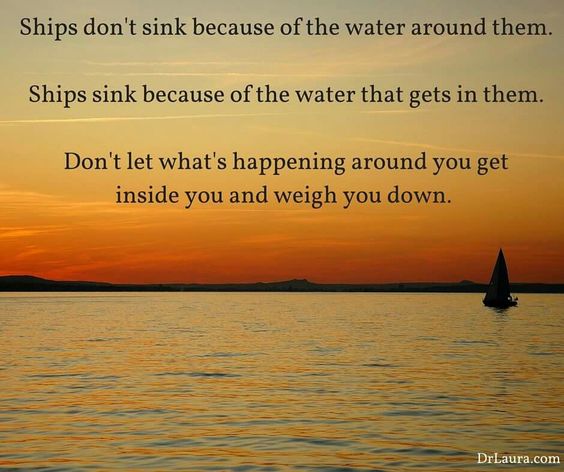 Ships don't sink because of the water around them.
Ships sink because of the water that gets in them.
Don't let what's happening around you get
inside you and weigh you down.
DrLaura.com